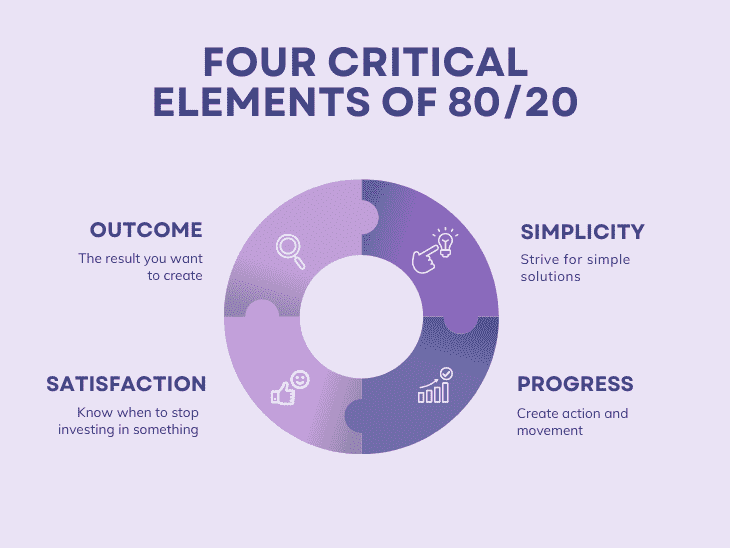 FOUR CRITICAL
ELEMENTS OF 80/20
OUTCOME
The result you want
to create
SIMPLICITY
Strive for simple
solutions
SATISFACTION
Know when to stop
investing in something
PROGRESS
Create action and
movement